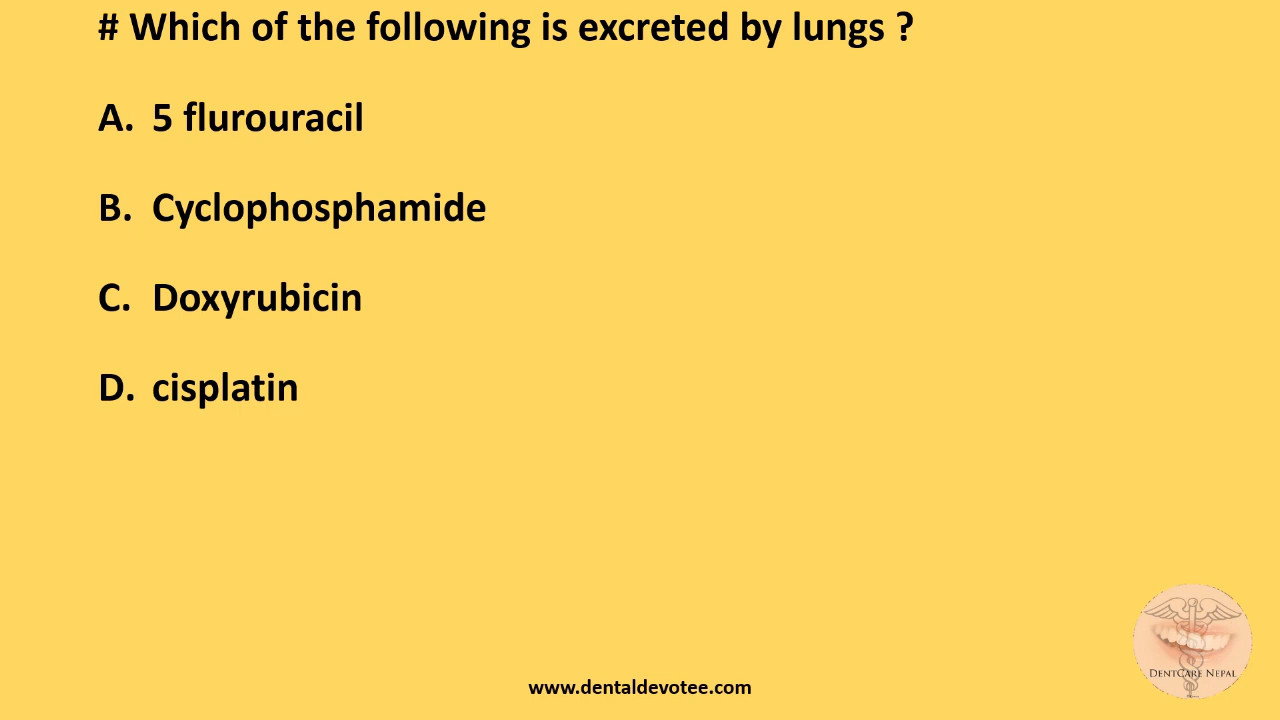 # Which of the following is excreted by lungs ?
A. 5 flurouracil
B. Cyclophosphamide
C. Doxyrubicin
D. cisplatin
DENTCARE NEPAL
www.dentaldevotee.com